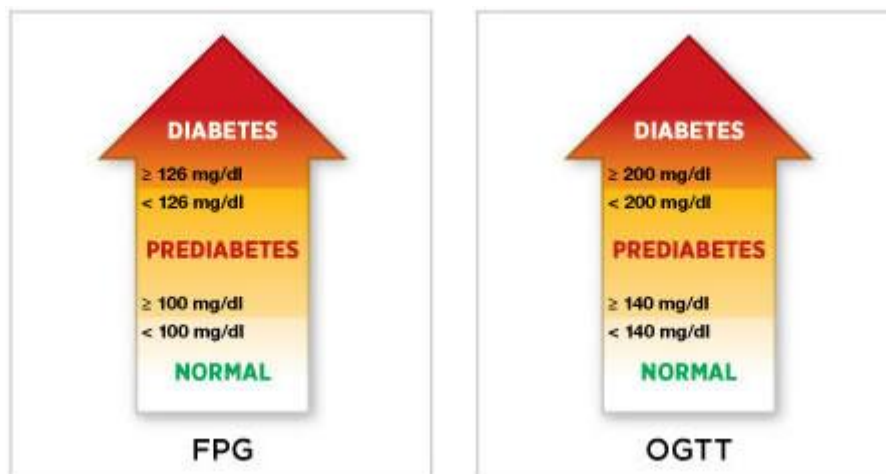 DIABETES
≥ 126 mg/dl
< 126 mg/dl
PREDIABETES
≥ 100 mg/dl
< 100 mg/dl
NORMAL
FPG
DIABETES
≥ 200 mg/dl
< 200 mg/dl
PREDIABETES
≥ 140 mg/dl
< 140 mg/dl
NORMAL
OGTT